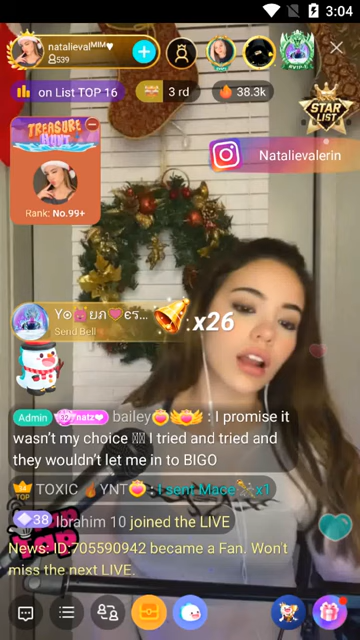 3:04
natalievalᴹᴵᴹ♥
539
on List TOP 16
3 rd
38.3k
STAR
LIST
TREASURE
HUNT
Natalievalerin
Rank: No.99+
Send Bell
x26
Admin natz❤ bailey : I promise it
wasn't my choice I tried and tried and
they wouldn't let me in to BIGO
TOP TOXIC YNT : I sent Mace x1
38 Ibrahim 10 joined the LIVE
News: ID:705590942 became a Fan. Won't
miss the next LIVE.